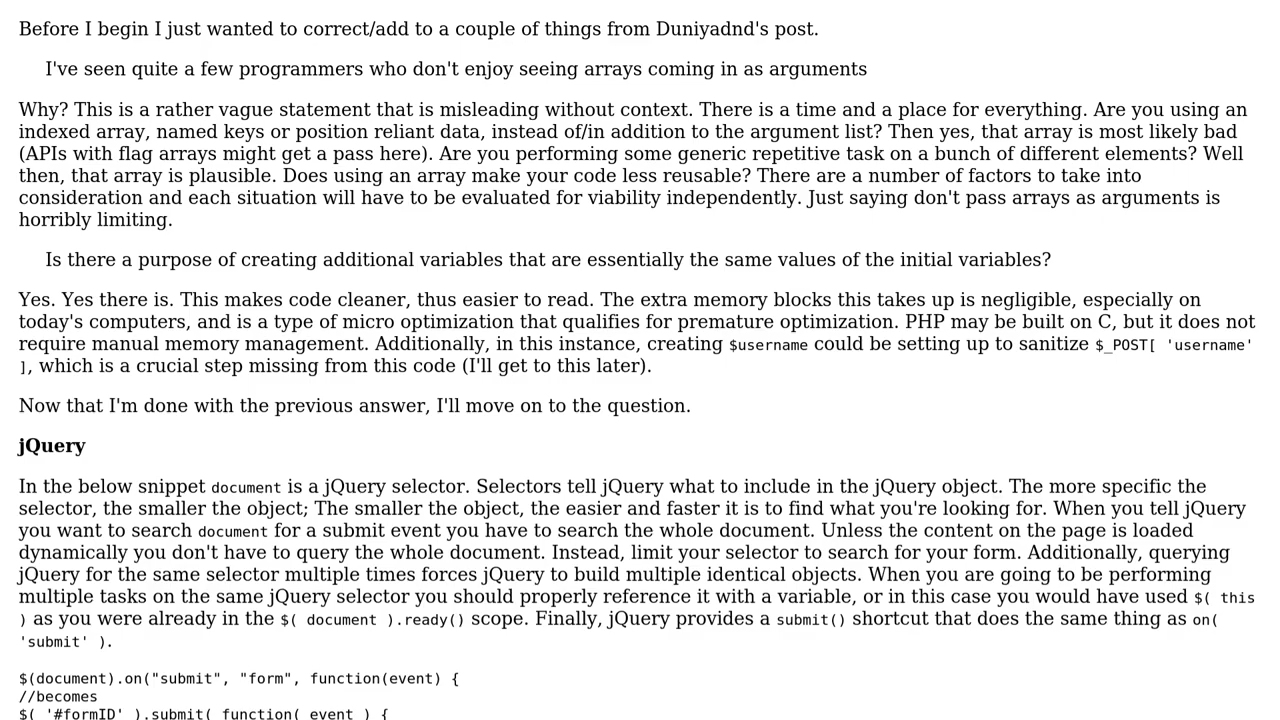 Before I begin I just wanted to correct/add to a couple of things from Duniyadnd's post.
I've seen quite a few programmers who don't enjoy seeing arrays coming in as arguments
Why? This is a rather vague statement that is misleading without context. There is a time and a place for everything. Are you using an
indexed array, named keys or position reliant data, instead of/in addition to the argument list? Then yes, that array is most likely bad
(APIs with flag arrays might get a pass here). Are you performing some generic repetitive task on a bunch of different elements? Well
then, that array is plausible. Does using an array make your code less reusable? There are a number of factors to take into
consideration and each situation will have to be evaluated for viability independently. Just saying don't pass arrays as arguments is
horribly limiting.
Is there a purpose of creating additional variables that are essentially the same values of the initial variables?
Yes. Yes there is. This makes code cleaner, thus easier to read. The extra memory blocks this takes up is negligible, especially on
today's computers, and is a type of micro optimization that qualifies for premature optimization. PHP may be built on C, but it does not
require manual memory management. Additionally, in this instance, creating $username could be setting up to sanitize $_POST[ 'username'
], which is a crucial step missing from this code (I'll get to this later).
Now that I'm done with the previous answer, I'll move on to the question.
jQuery
In the below snippet document is a jQuery selector. Selectors tell jQuery what to include in the jQuery object. The more specific the
selector, the smaller the object; The smaller the object, the easier and faster it is to find what you're looking for. When you tell jQuery
you want to search document for a submit event you have to search the whole document. Unless the content on the page is loaded
dynamically you don't have to query the whole document. Instead, limit your selector to search for your form. Additionally, querying
jQuery for the same selector multiple times forces jQuery to build multiple identical objects. When you are going to be performing
multiple tasks on the same jQuery selector you should properly reference it with a variable, or in this case you would have used $( this
) as you were already in the $( document ).ready() scope. Finally, jQuery provides a submit() shortcut that does the same thing as on(
'submit' ).
$(document).on("submit", "form", function(event) {
//becomes
$( '#formID' ).submit( function( event ) {